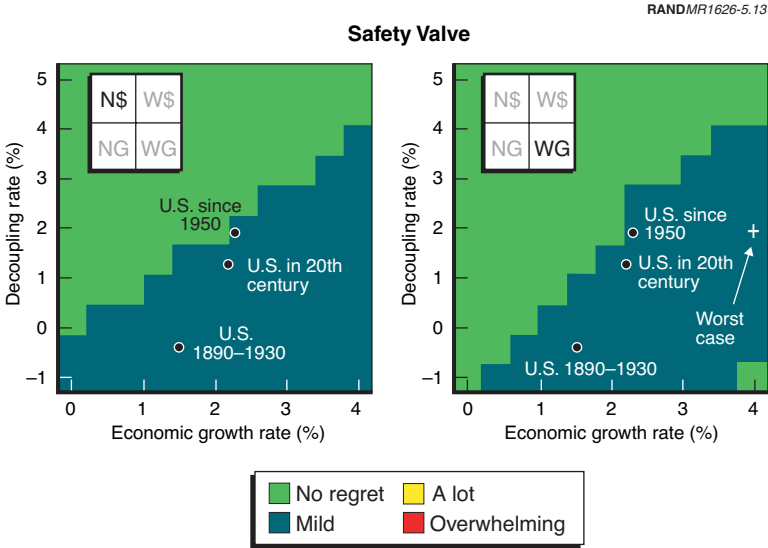 RANDMR1626-5.13
Safety Valve
5
4
3
2
1
0
–1
Decoupling rate (%)
N$ W$
NG WG
U.S. since
1950
U.S. in 20th
century
U.S.
1890–1930
0 1 2 3 4
Economic growth rate (%)
5
4
3
2
1
0
–1
Decoupling rate (%)
N$ W$
NG WG
U.S. since
1950
U.S. in 20th
century
Worst
case
U.S. 1890–1930
0 1 2 3 4
Economic growth rate (%)
No regret A lot
Mild Overwhelming